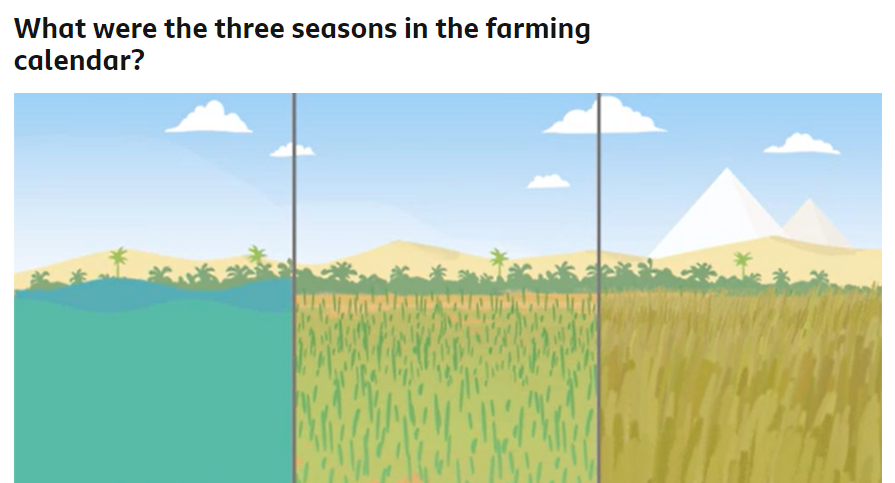 What were the three seasons in the farming
calendar?